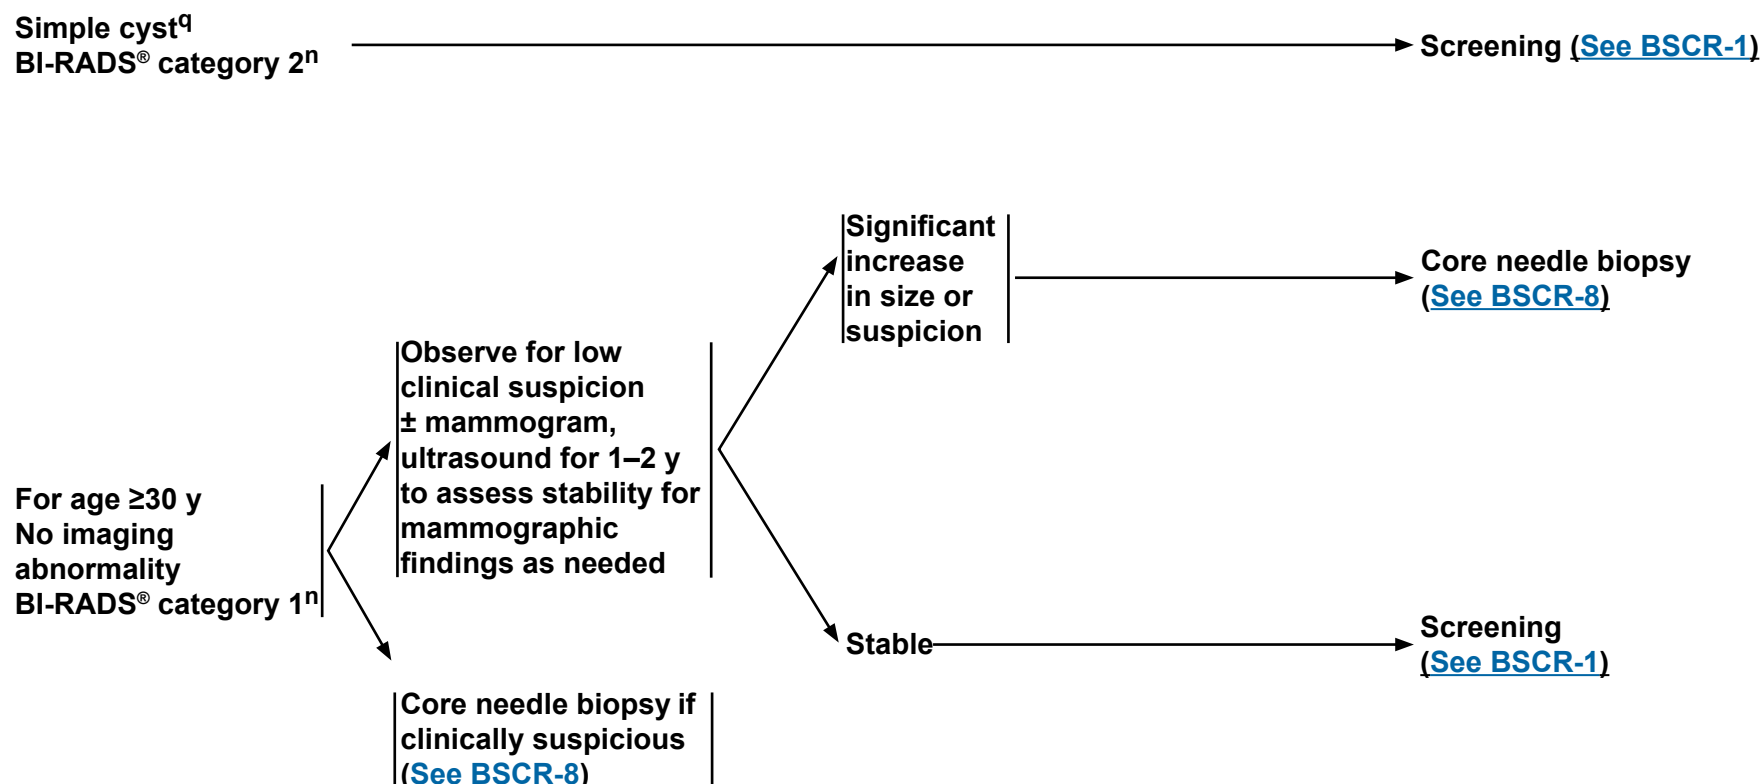 Simple cystq
BI-RADS® category 2n
Screening (See BSCR-1)
Significant
increase
in size or
suspicion
Core needle biopsy
(See BSCR-8)
Observe for low
clinical suspicion
± mammogram,
ultrasound for 1–2 y
to assess stability for
mammographic
findings as needed
For age ≥30 y
No imaging
abnormality
BI-RADS® category 1n
Stable
Screening
(See BSCR-1)
Core needle biopsy if
clinically suspicious
(See BSCR-8)